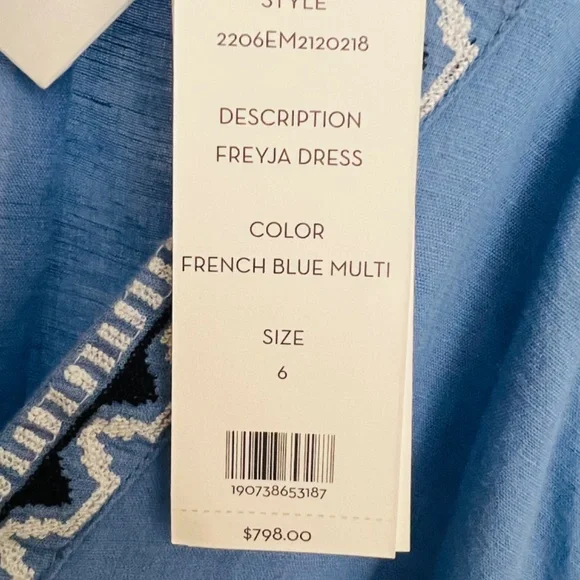 STYLE
2206EM2120218
DESCRIPTION
FREYJA DRESS
COLOR
FRENCH BLUE MULTI
SIZE
6
190738653187
$798.00